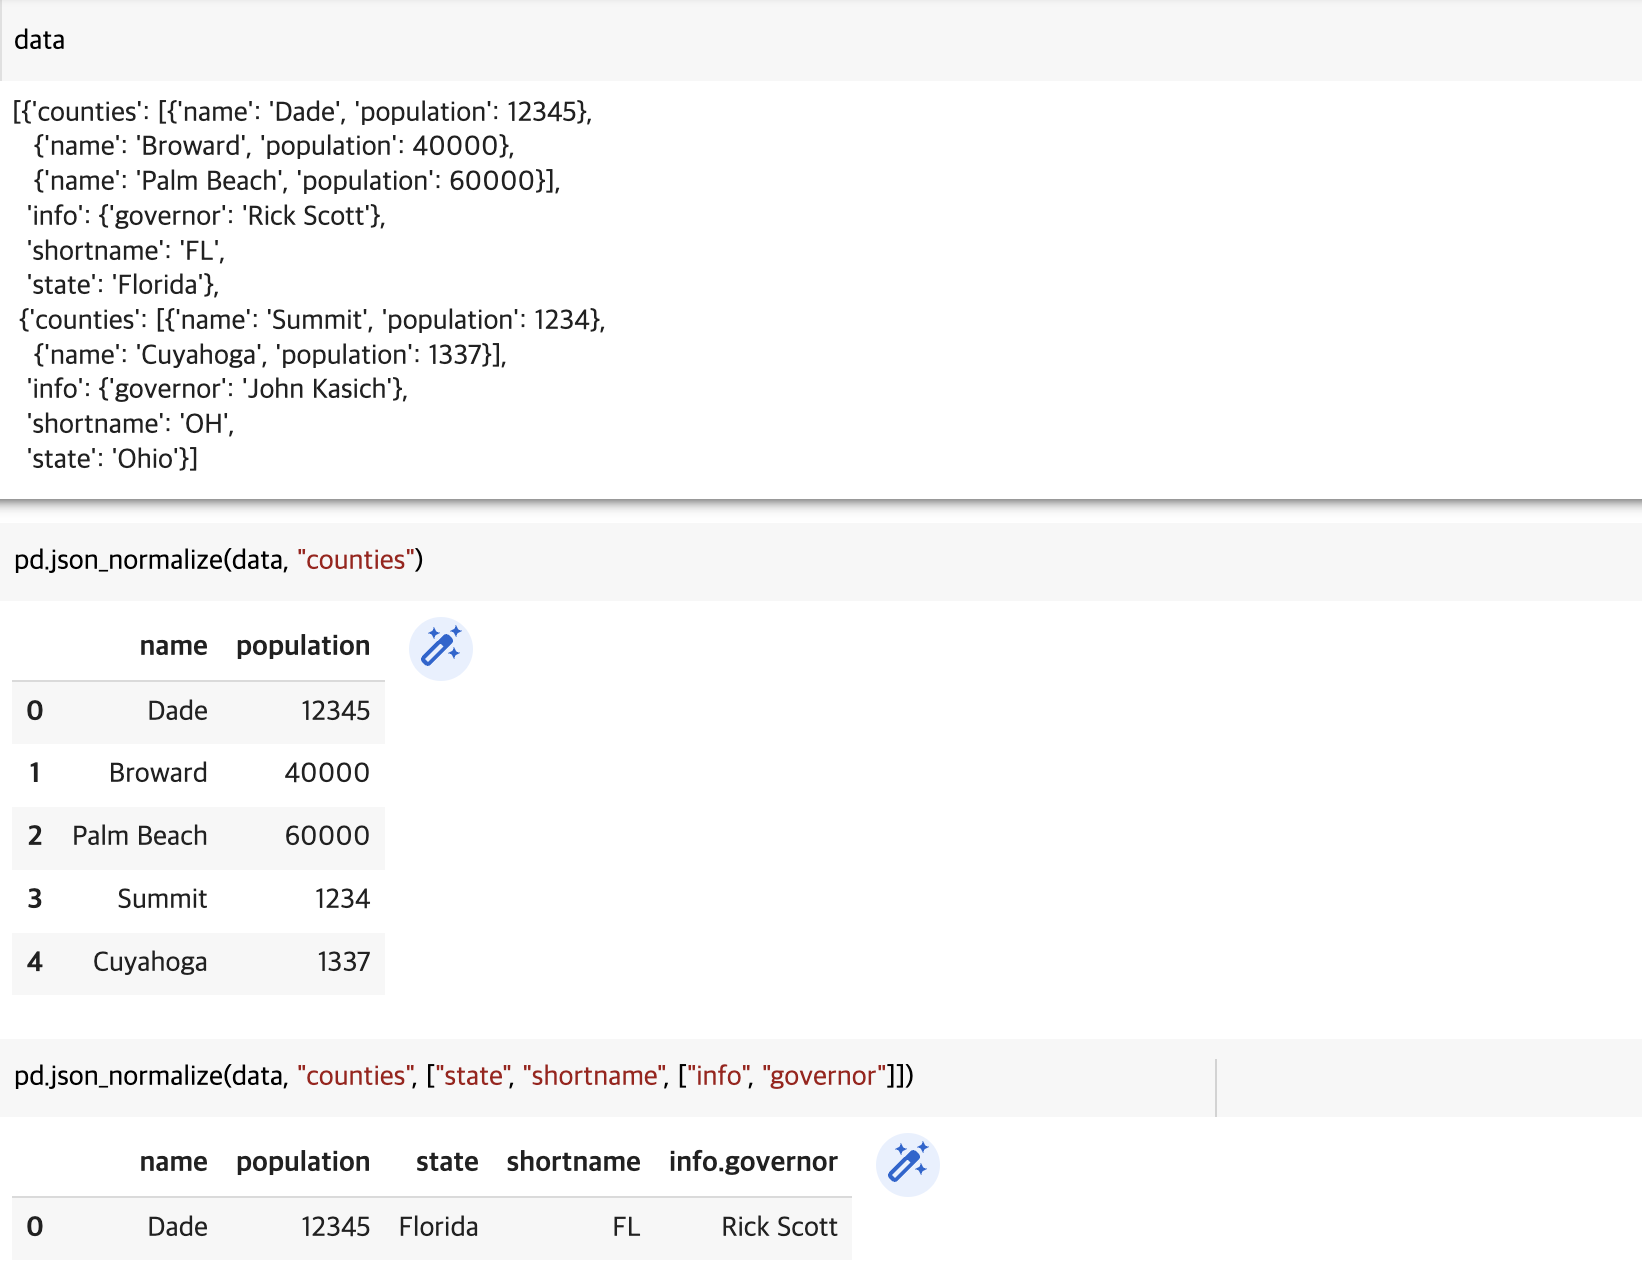 data
[{'counties': [{'name': 'Dade', 'population': 12345},
{'name': 'Broward', 'population': 40000},
{'name': 'Palm Beach', 'population': 60000}],
'info': {'governor': 'Rick Scott'},
'shortname': 'FL',
'state': 'Florida'},
{'counties': [{'name': 'Summit', 'population': 1234},
{'name': 'Cuyahoga', 'population': 1337}],
'info': {'governor': 'John Kasich'},
'shortname': 'OH',
'state': 'Ohio'}]
pd.json_normalize(data, "counties")
name population
0 Dade 12345
1 Broward 40000
2 Palm Beach 60000
3 Summit 1234
4 Cuyahoga 1337
pd.json_normalize(data, "counties", ["state", "shortname", ["info", "governor"]])
name population state shortname info.governor
0 Dade 12345 Florida FL Rick Scott